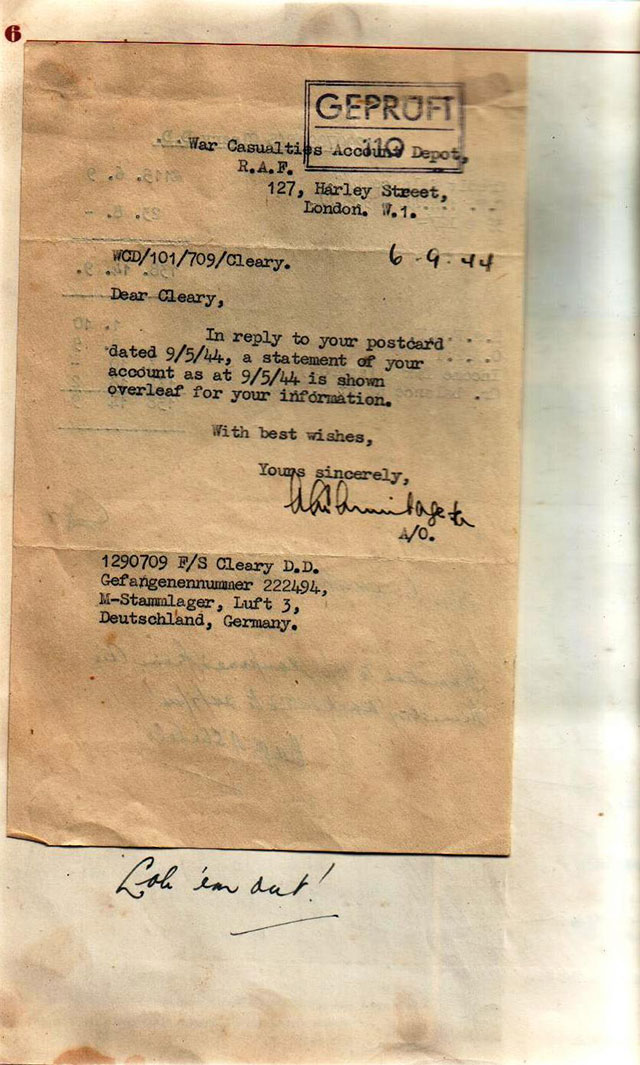 6
GEPRÜFT
110
War Casualties Account Depot,
R.A.F.
127, Harley Street,
London. W.1.
WCD/101/709/Cleary.
6-9-44
Dear Cleary,
In reply to your postcard
dated 9/5/44, a statement of your
account as at 9/5/44 is shown
overleaf for your information.
With best wishes,
Yours sincerely,
A/O.
1290709 F/S Cleary D.D.
Gefangenennummer 222494,
M-Stammlager, Luft 3,
Deutschland, Germany.
'em out!